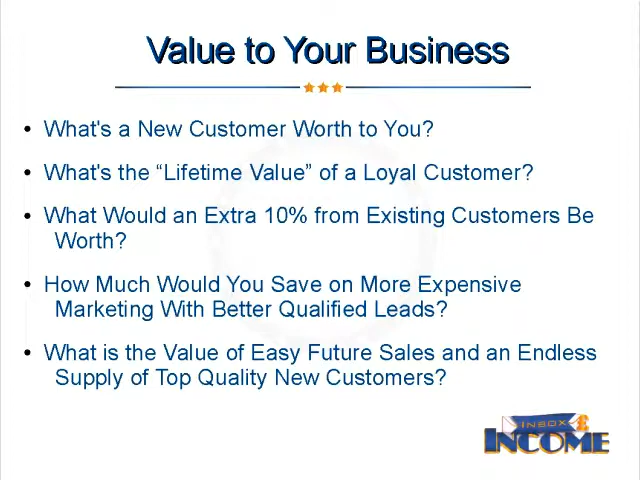 Value to Your Business
• What's a New Customer Worth to You?
• What's the “Lifetime Value” of a Loyal Customer?
• What Would an Extra 10% from Existing Customers Be
Worth?
• How Much Would You Save on More Expensive
Marketing With Better Qualified Leads?
• What is the Value of Easy Future Sales and an Endless
Supply of Top Quality New Customers?
INBOX £
INCOME